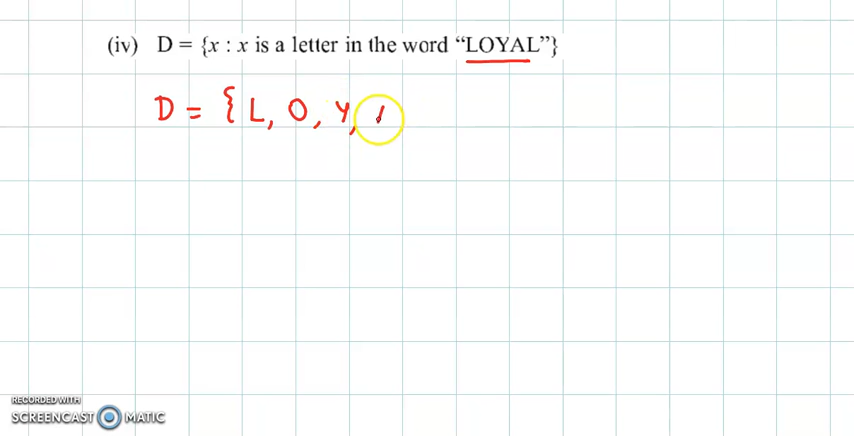 (iv) D = {x : x is a letter in the word “LOYAL”}
D = { L, O, Y,
RECORDED WITH
SCREENCAST MATIC